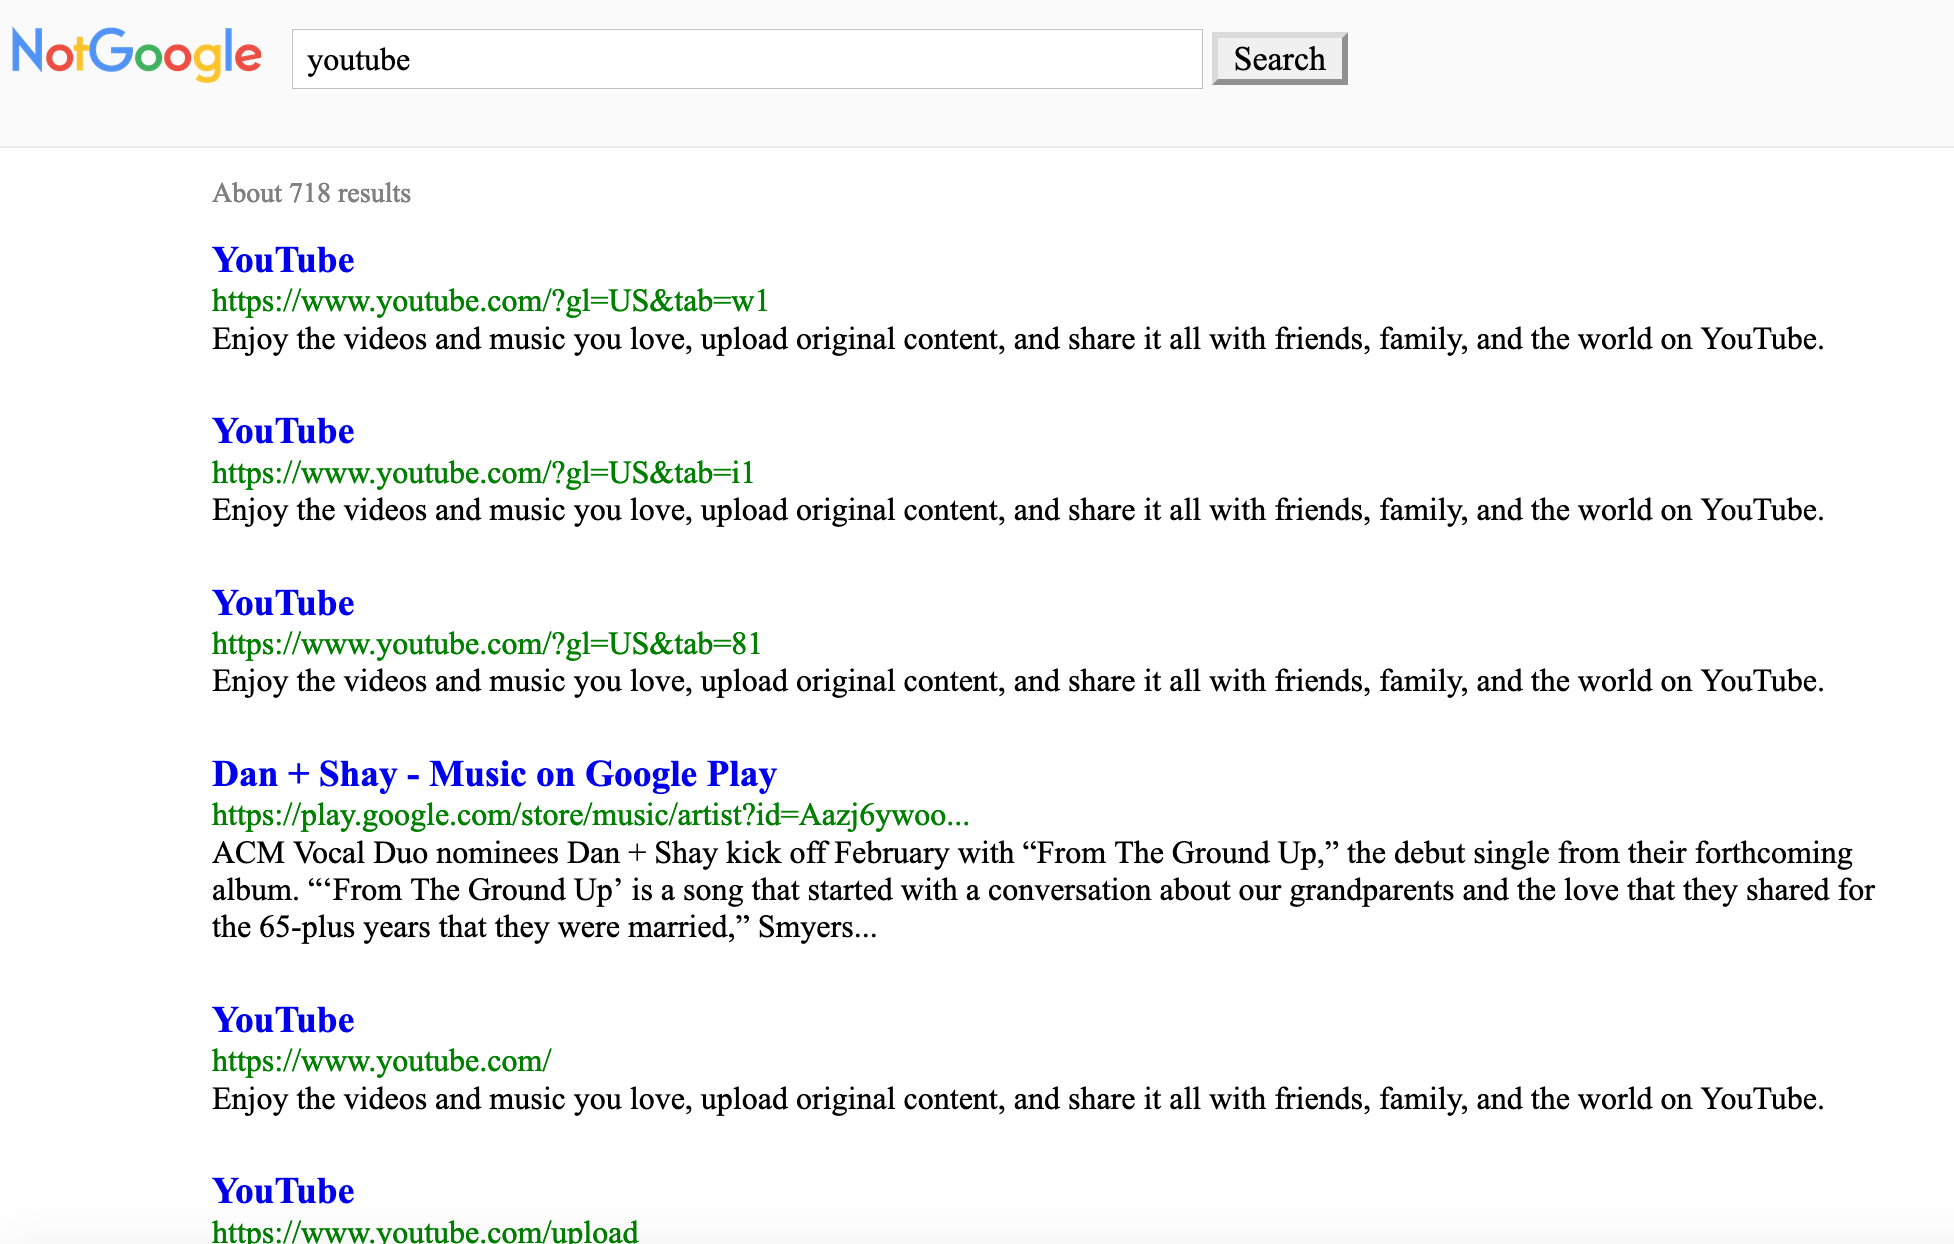 NotGoogle
youtube
Search
About 718 results
YouTube
https://www.youtube.com/?gl=US&tab=w1
Enjoy the videos and music you love, upload original content, and share it all with friends, family, and the world on YouTube.
YouTube
https://www.youtube.com/?gl=US&tab=i1
Enjoy the videos and music you love, upload original content, and share it all with friends, family, and the world on YouTube.
YouTube
https://www.youtube.com/?gl=US&tab=81
Enjoy the videos and music you love, upload original content, and share it all with friends, family, and the world on YouTube.
Dan + Shay - Music on Google Play
https://play.google.com/store/music/artist?id=Aazj6ywoo...
ACM Vocal Duo nominees Dan + Shay kick off February with “From The Ground Up,” the debut single from their forthcoming
album. “‘From The Ground Up’ is a song that started with a conversation about our grandparents and the love that they shared for
the 65-plus years that they were married,” Smyers...
YouTube
https://www.youtube.com/
Enjoy the videos and music you love, upload original content, and share it all with friends, family, and the world on YouTube.
YouTube
https://www.youtube.com/upload